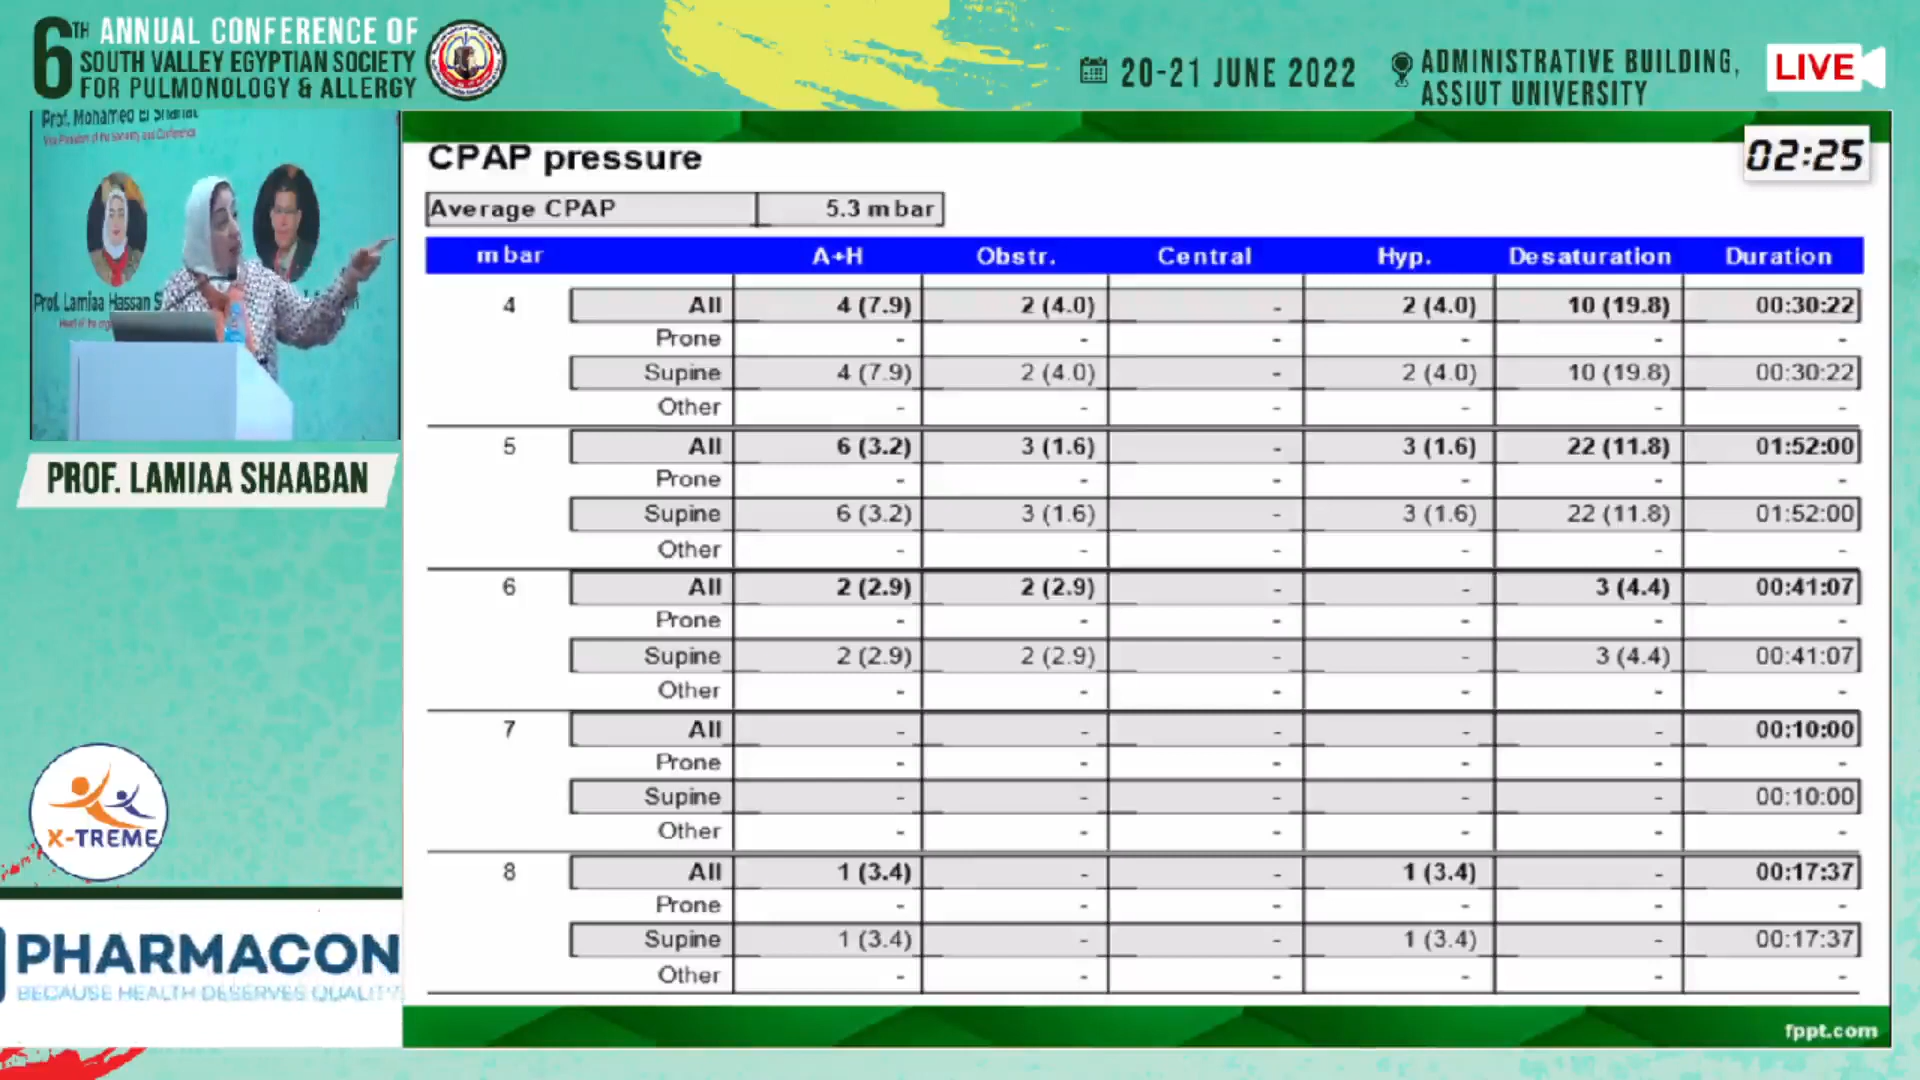 6TH ANNUAL CONFERENCE OF
SOUTH VALLEY EGYPTIAN SOCIETY
FOR PULMONOLOGY & ALLERGY
20-21 JUNE 2022
ADMINISTRATIVE BUILDING,
ASSIUT UNIVERSITY
LIVE
Prof. Mohamed El Shahat
Prof. Lamiaa Hassan S
PROF. LAMIAA SHAABAN
X-TREME
PHARMACON
BECAUSE HEALTH DESERVES QUALITY
02:25
CPAP pressure
Average CPAP 5.3 mbar
mbar A+H Obstr. Central Hyp. Desaturation Duration
4 All 4 (7.9) 2 (4.0) - 2 (4.0) 10 (19.8) 00:30:22
Prone - - - - - -
Supine 4 (7.9) 2 (4.0) - 2 (4.0) 10 (19.8) 00:30:22
Other - - - - - -
5 All 6 (3.2) 3 (1.6) - 3 (1.6) 22 (11.8) 01:52:00
Prone - - - - - -
Supine 6 (3.2) 3 (1.6) - 3 (1.6) 22 (11.8) 01:52:00
Other - - - - - -
6 All 2 (2.9) 2 (2.9) - - 3 (4.4) 00:41:07
Prone - - - - - -
Supine 2 (2.9) 2 (2.9) - - 3 (4.4) 00:41:07
Other - - - - - -
7 All - - - - - 00:10:00
Prone - - - - - -
Supine - - - - - 00:10:00
Other - - - - - -
8 All 1 (3.4) - - 1 (3.4) - 00:17:37
Prone - - - - - -
Supine 1 (3.4) - - 1 (3.4) - 00:17:37
Other - - - - - -
fppt.com